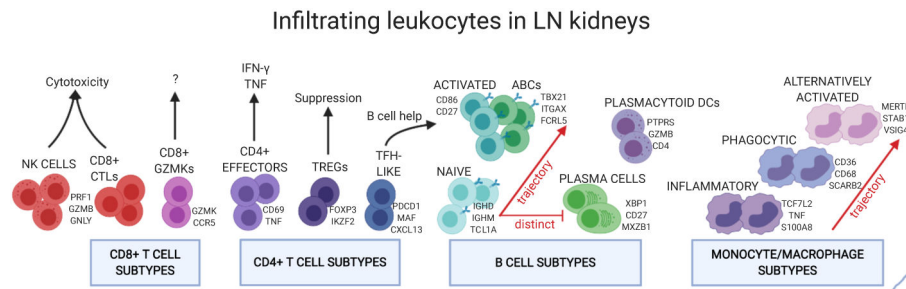 Infiltrating leukocytes in LN kidneys
Cytotoxicity
NK CELLS
PRF1
GZMB
GNLY
CD8+
CTLs
?
CD8+
GZMKs
GZMK
CCR5
CD8+ T CELL
SUBTYPES
IFN-γ
TNF
CD4+
EFFECTORS
CD69
TNF
Suppression
TREGs
FOXP3
IKZF2
B cell help
TFH-
LIKE
PDCD1
MAF
CXCL13
CD4+ T CELL SUBTYPES
ACTIVATED
CD86
CD27
ABCs
TBX21
ITGAX
FCRL5
NAIVE
IGHD
IGHM
TCL1A
trajectory
distinct
PLASMA CELLS
XBP1
CD27
MXZB1
B CELL SUBTYPES
PLASMACYTOID DCs
PTPRS
GZMB
CD4
INFLAMMATORY
TCF7L2
TNF
S100A8
PHAGOCYTIC
CD36
CD68
SCARB2
ALTERNATIVELY
ACTIVATED
MERTK
STAB1
VSIG4
trajectory
MONOCYTE/MACROPHAGE
SUBTYPES